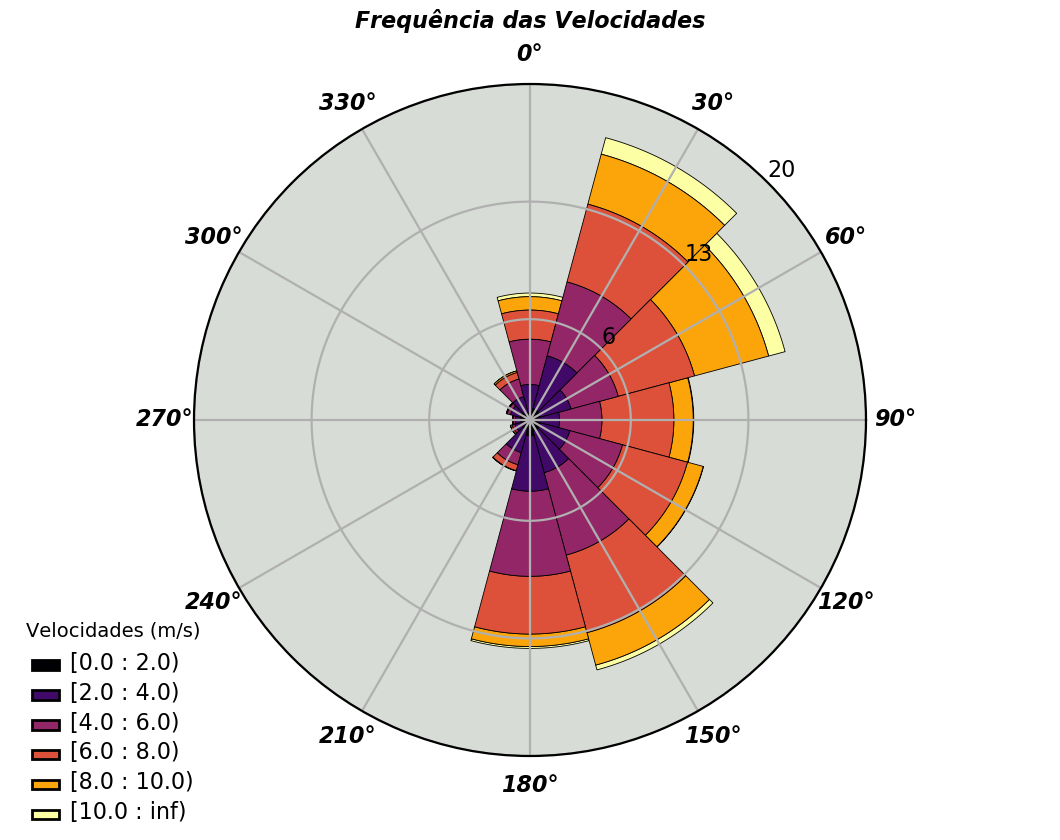 Frequência das Velocidades
0°
330°
30°
20
300°
60°
13
6
270°
90°
240°
120°
210°
150°
180°
Velocidades (m/s)
[0.0 : 2.0)
[2.0 : 4.0)
[4.0 : 6.0)
[6.0 : 8.0)
[8.0 : 10.0)
[10.0 : inf)